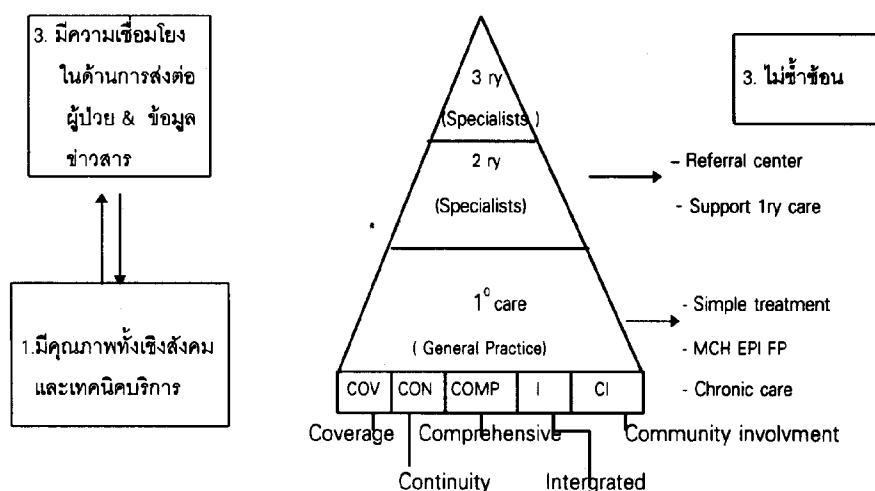 3. มีความเชื่อมโยง
ในด้านการส่งต่อ
ผู้ป่วย & ข้อมูล
ข่าวสาร
1.มีคุณภาพทั้งเชิงสังคม
และเทคนิคบริการ
3 ry
(Specialists )
2 ry
(Specialists)
1º care
( General Practice)
COV CON COMP I CI
Coverage Comprehensive Community involvment
Continuity Intergrated
3. ไม่ซ้ำซ้อน
- Referral center
- Support 1ry care
- Simple treatment
- MCH EPI FP
- Chronic care